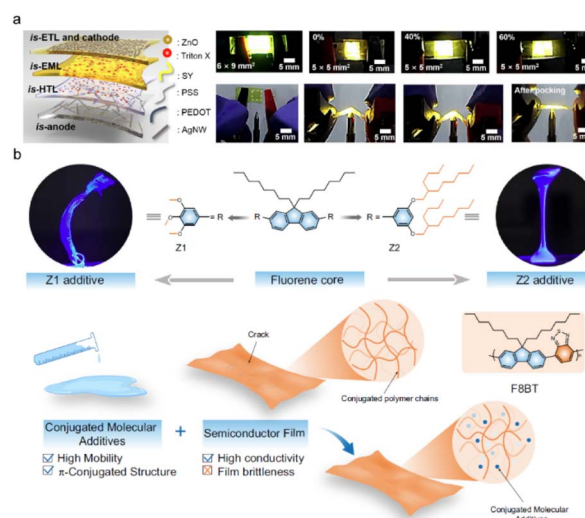 a
is-ETL and cathode
is-EML
is-HTL
is-anode
: ZnO
: Triton X
: SY
: PSS
: PEDOT
: AgNW
6 × 9 mm²
5 mm
0%
5 × 5 mm²
5 mm
40%
5 × 5 mm²
5 mm
60%
5 × 5 mm²
5 mm
5 mm
5 mm
5 mm
After pocking
5 mm
b
Z1
R
R
R
R
Z2
Z1 additive
Fluorene core
Z2 additive
Crack
Conjugated polymer chains
N
S
N
F8BT
Conjugated Molecular
Additives
High Mobility
π-Conjugated Structure
+
Semiconductor Film
High conductivity
Film brittleness
Conjugated Molecular